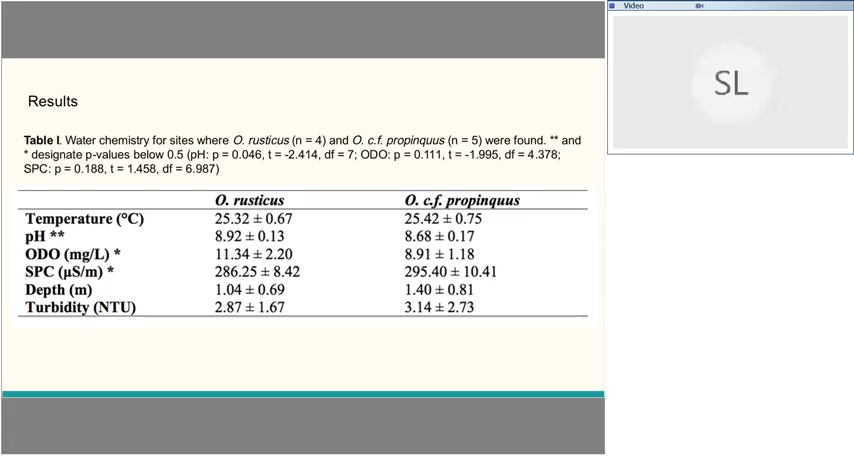 Video
SL
Results
Table I. Water chemistry for sites where O. rusticus (n = 4) and O. c.f. propinquus (n = 5) were found. ** and
* designate p-values below 0.5 (pH: p = 0.046, t = -2.414, df = 7; ODO: p = 0.111, t = -1.995, df = 4.378;
SPC: p = 0.188, t = 1.458, df = 6.987)
O. rusticus O. c.f. propinquus
Temperature (°C) 25.32 ± 0.67 25.42 ± 0.75
pH ** 8.92 ± 0.13 8.68 ± 0.17
ODO (mg/L) * 11.34 ± 2.20 8.91 ± 1.18
SPC (µS/m) * 286.25 ± 8.42 295.40 ± 10.41
Depth (m) 1.04 ± 0.69 1.40 ± 0.81
Turbidity (NTU) 2.87 ± 1.67 3.14 ± 2.73